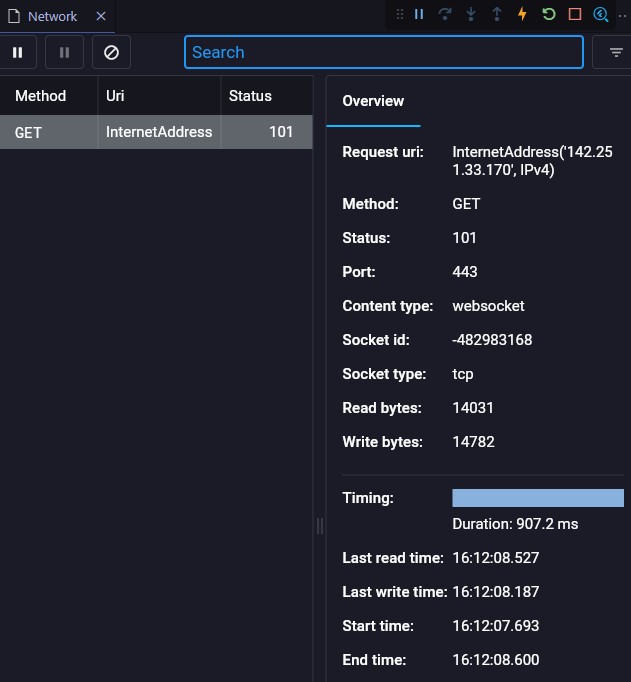 Network
Search
Method Uri Status
GET InternetAddress 101
Overview
Request uri: InternetAddress('142.25
1.33.170', IPv4)
Method: GET
Status: 101
Port: 443
Content type: websocket
Socket id: -482983168
Socket type: tcp
Read bytes: 14031
Write bytes: 14782
Timing:
Duration: 907.2 ms
Last read time: 16:12:08.527
Last write time: 16:12:08.187
Start time: 16:12:07.693
End time: 16:12:08.600